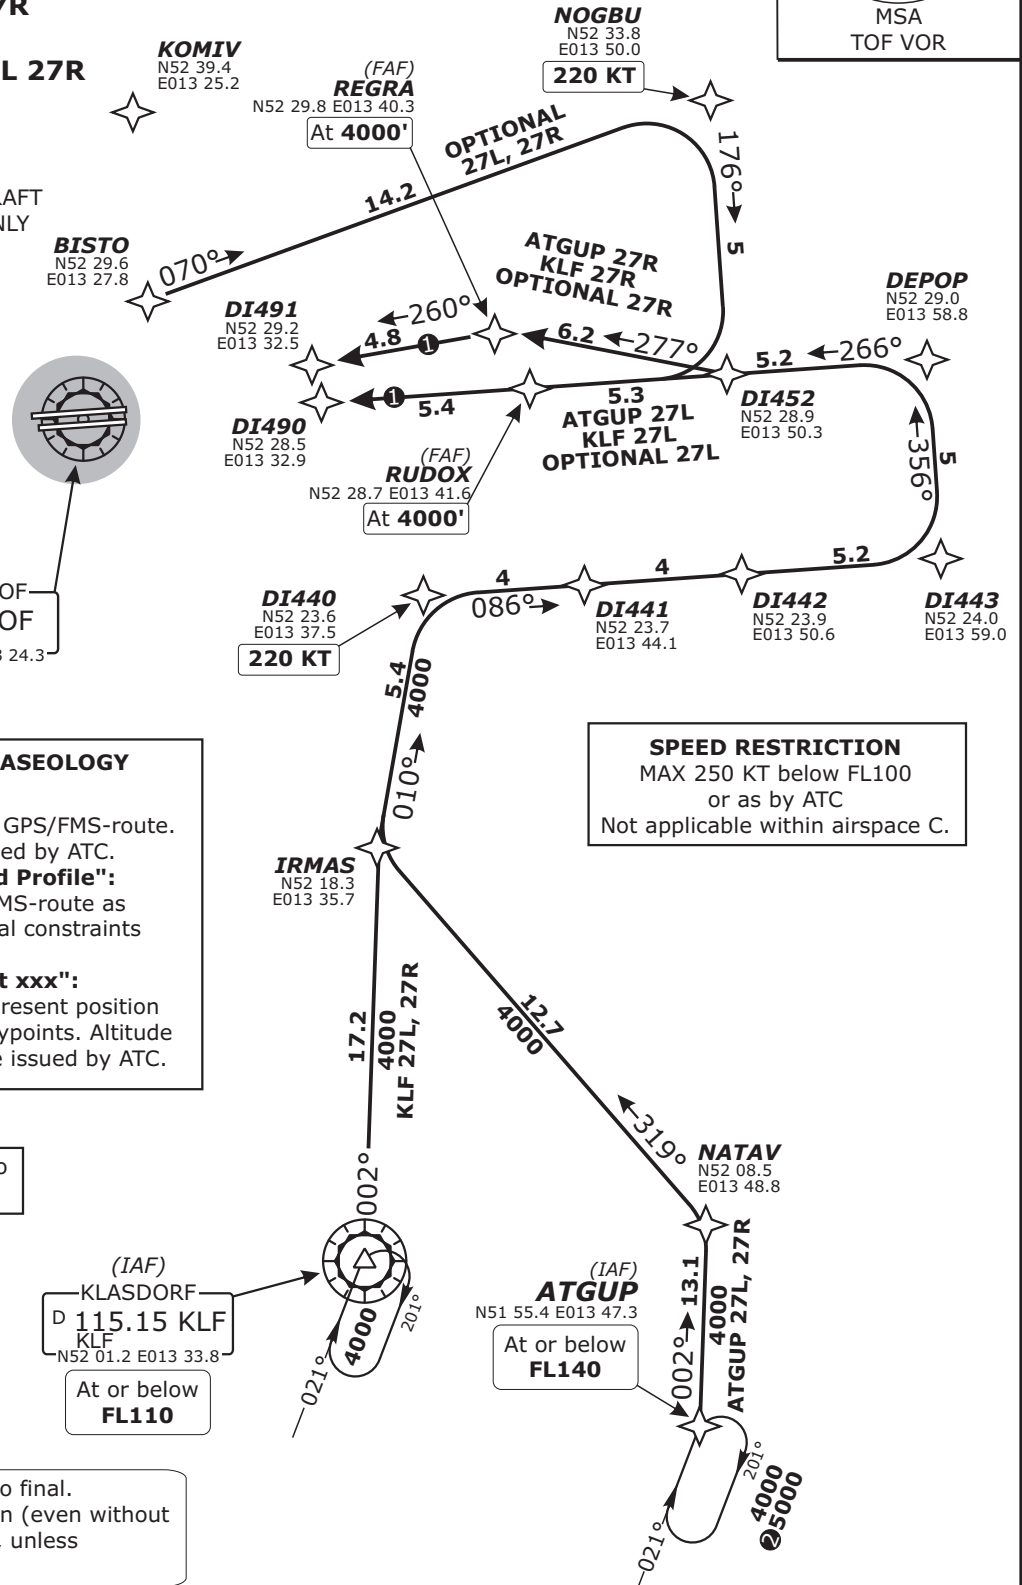 7R
L 27R
KOMIV
N52 39.4
E013 25.2
(FAF)
REGRA
N52 29.8 E013 40.3
At 4000'
NOGBU
N52 33.8
E013 50.0
220 KT
MSA
TOF VOR
OPTIONAL
27L, 27R
14.2
176°
5
AFT
NLY
BISTO
N52 29.6
E013 27.8
070°
ATGUP 27R
KLF 27R
OPTIONAL 27R
DEPOP
N52 29.0
E013 58.8
DI491
N52 29.2
E013 32.5
260°
4.8
1
6.2
277°
5.2
266°
DI490
N52 28.5
E013 32.9
1
5.4
5.3
ATGUP 27L
KLF 27L
OPTIONAL 27L
DI452
N52 28.9
E013 50.3
(FAF)
RUDOX
N52 28.7 E013 41.6
At 4000'
356°
5
OF
OF
3 24.3
DI440
N52 23.6
E013 37.5
220 KT
4
086°
4
5.2
DI441
N52 23.7
E013 44.1
DI442
N52 23.9
E013 50.6
DI443
N52 24.0
E013 59.0
5.4
4000
010°
SPEED RESTRICTION
MAX 250 KT below FL100
or as by ATC
Not applicable within airspace C.
ASEOLOGY
GPS/FMS-route.
ed by ATC.
d Profile":
MS-route as
al constraints
t xxx":
resent position
ypoints. Altitude
e issued by ATC.
IRMAS
N52 18.3
E013 35.7
17.2
4000
KLF 27L, 27R
002°
12.7
4000
319°
NATAV
N52 08.5
E013 48.8
o
(IAF)
KLASDORF
D 115.15 KLF
KLF
N52 01.2 E013 33.8
At or below
FL110
4000
201°
021°
(IAF)
ATGUP
N51 55.4 E013 47.3
At or below
FL140
13.1
002°
4000
ATGUP 27L, 27R
201°
4000
2 5000
021°
o final.
n (even without
unless